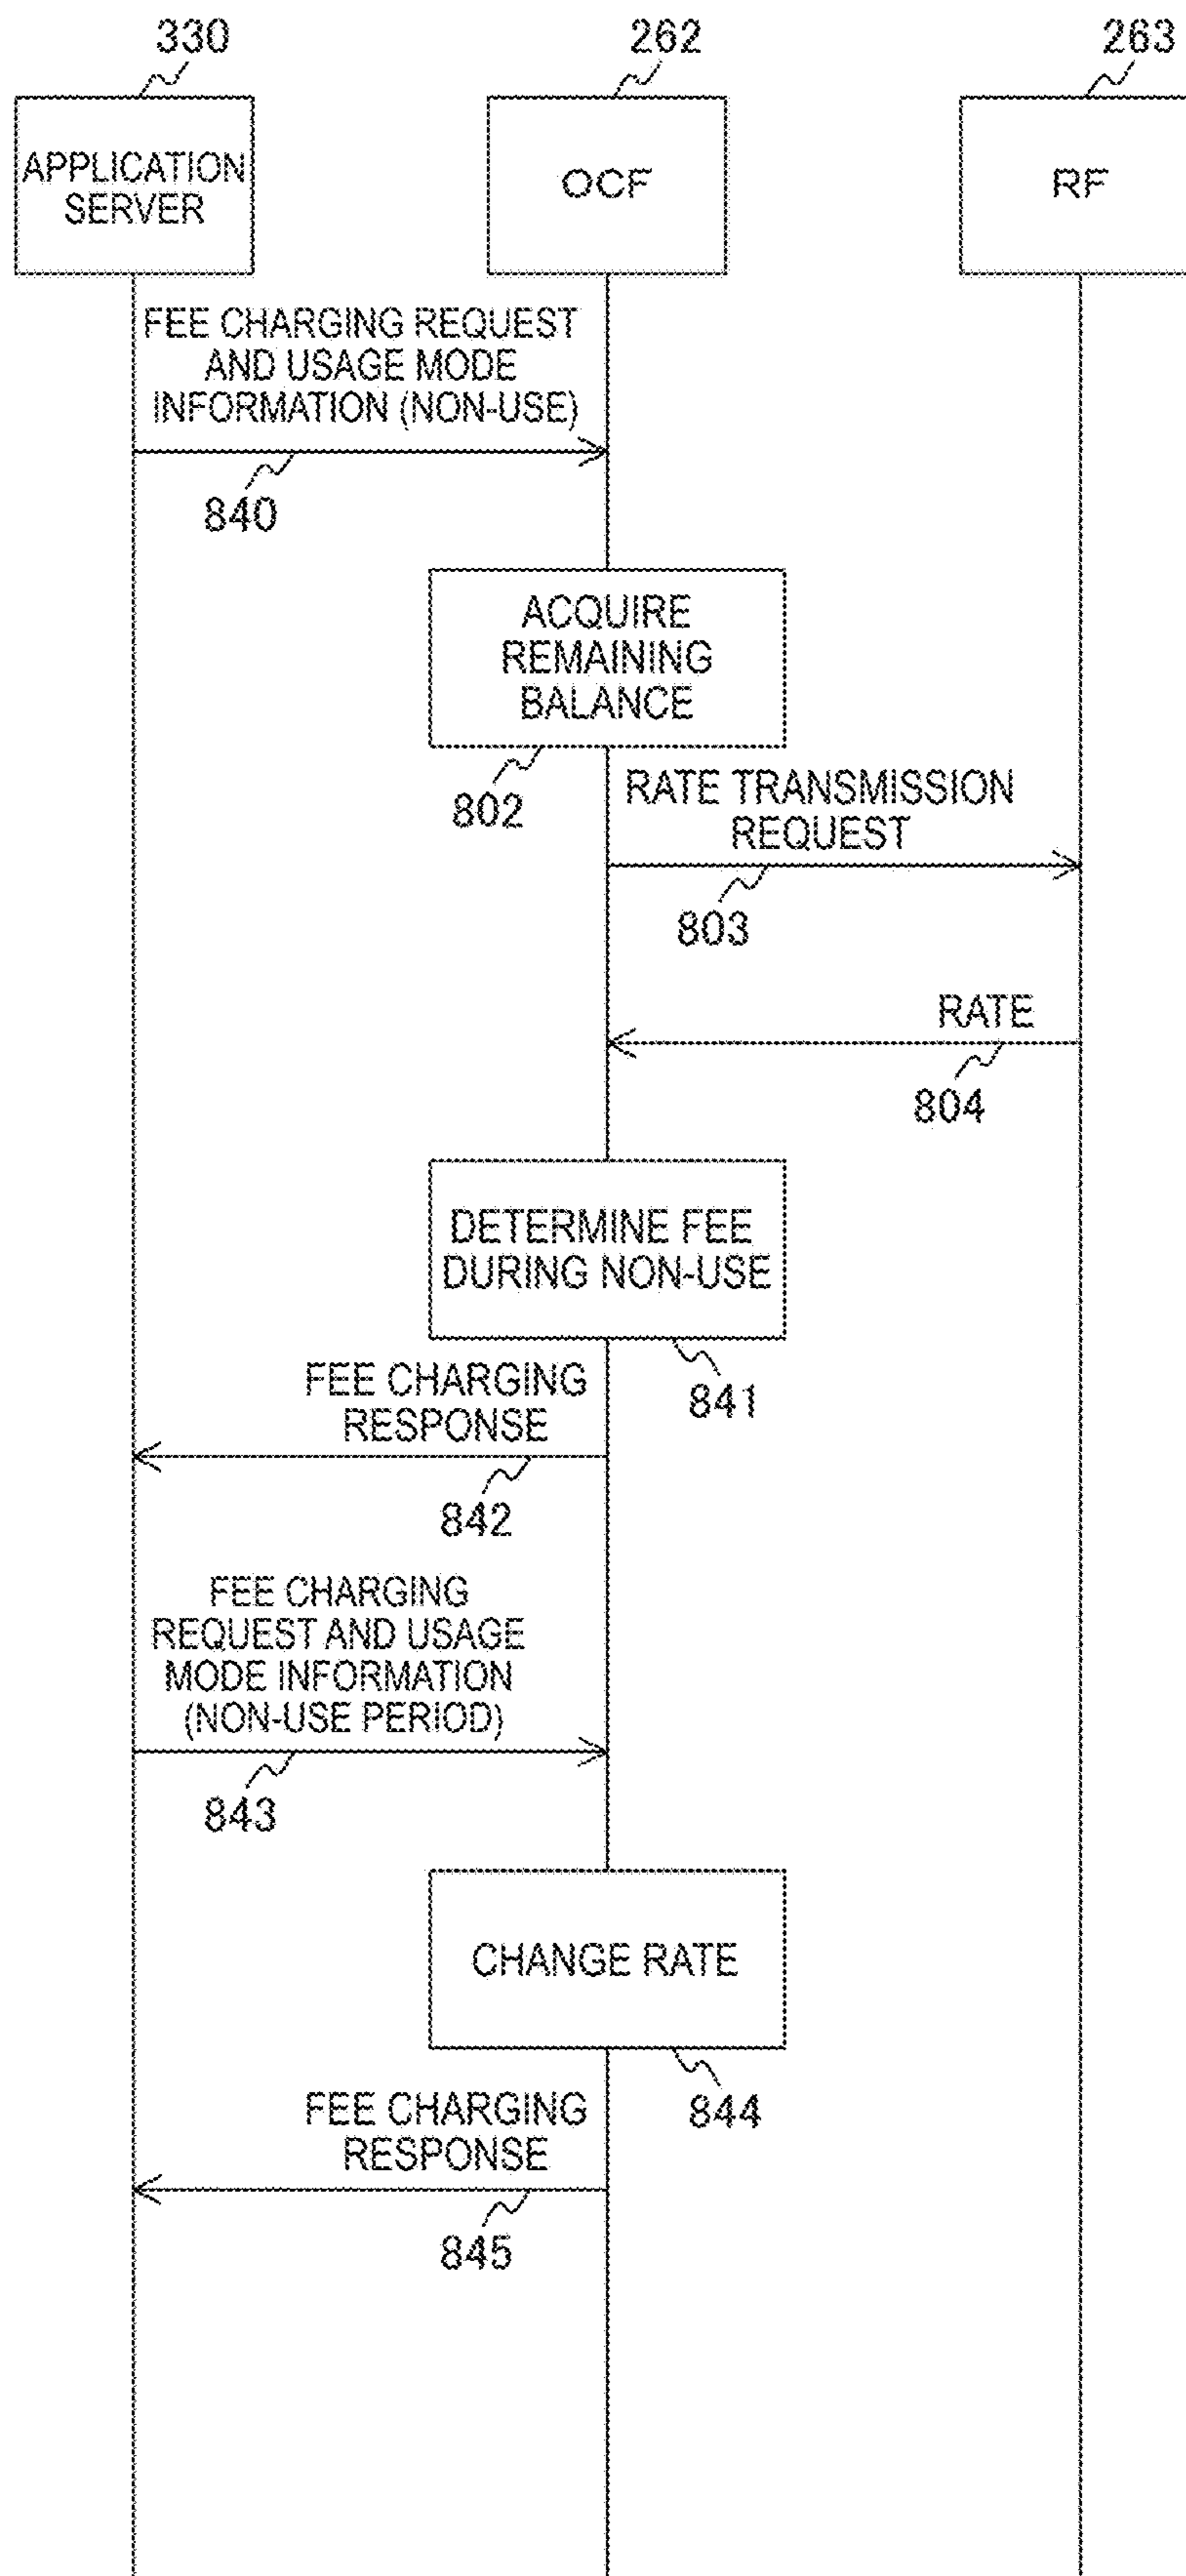 330
262
263
APPLICATION
SERVER
OCF
RF
FEE CHARGING REQUEST
AND USAGE MODE
INFORMATION (NON-USE)
840
ACQUIRE
REMAINING
BALANCE
802
RATE TRANSMISSION
REQUEST
803
RATE
804
DETERMINE FEE
DURING NON-USE
841
FEE CHARGING
RESPONSE
842
FEE CHARGING
REQUEST AND USAGE
MODE INFORMATION
(NON-USE PERIOD)
843
CHANGE RATE
844
FEE CHARGING
RESPONSE
845